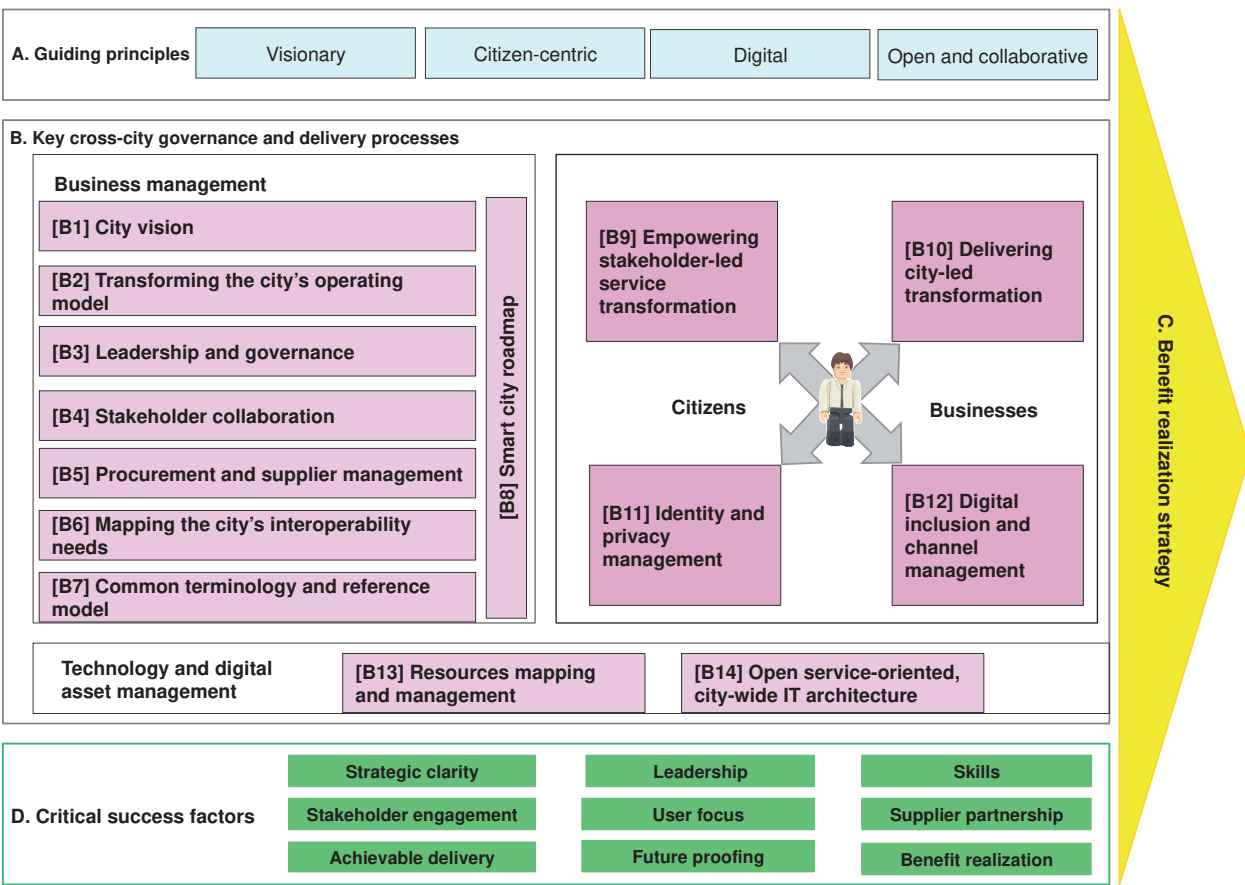 A. Guiding principles
Visionary
Citizen-centric
Digital
Open and collaborative
B. Key cross-city governance and delivery processes
Business management
[B1] City vision
[B2] Transforming the city’s operating
model
[B3] Leadership and governance
[B4] Stakeholder collaboration
[B5] Procurement and supplier management
[B6] Mapping the city’s interoperability
needs
[B7] Common terminology and reference
model
[B8] Smart city roadmap
[B9] Empowering
stakeholder-led
service
transformation
[B10] Delivering
city-led
transformation
Citizens
Businesses
[B11] Identity and
privacy
management
[B12] Digital
inclusion and
channel
management
Technology and digital
asset management
[B13] Resources mapping
and management
[B14] Open service-oriented,
city-wide IT architecture
C. Benefit realization strategy
D. Critical success factors
Strategic clarity
Leadership
Skills
Stakeholder engagement
User focus
Supplier partnership
Achievable delivery
Future proofing
Benefit realization